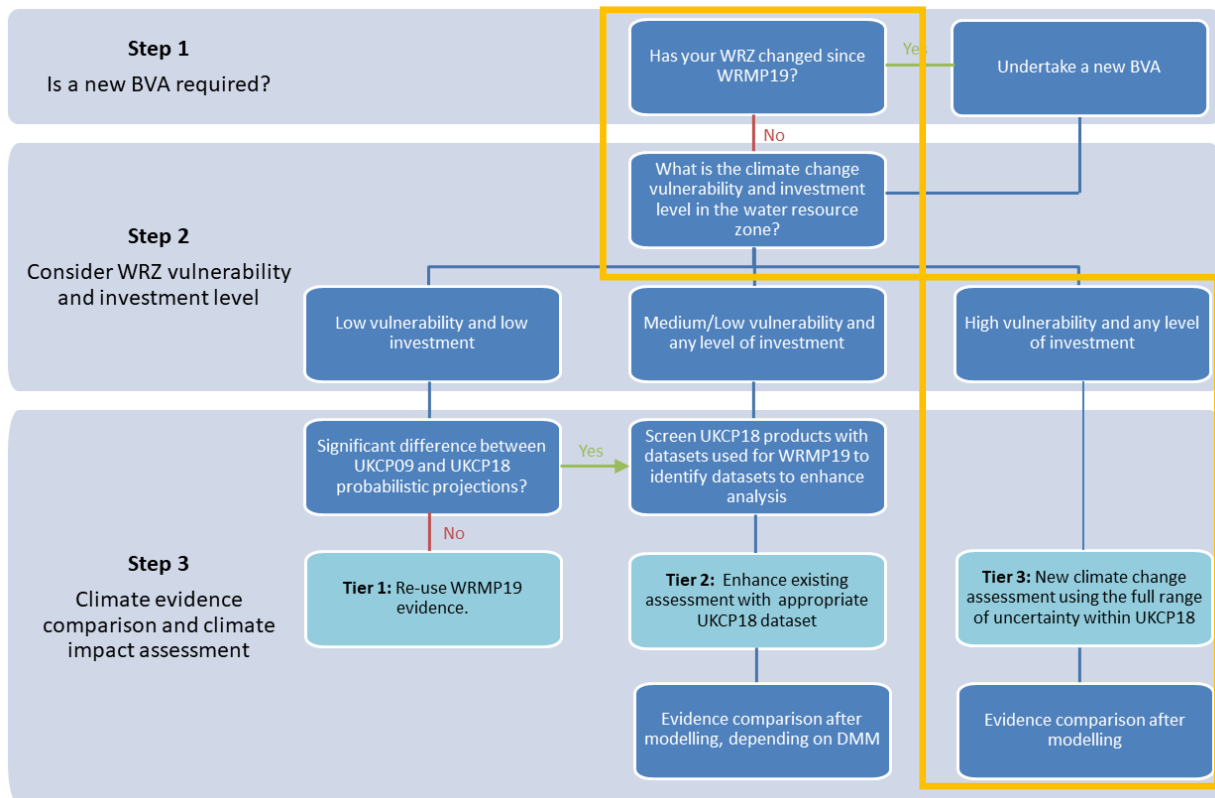 Step 1
Is a new BVA required?
Has your WRZ changed since
WRMP19?
Yes
Undertake a new BVA
No
What is the climate change
vulnerability and investment
level in the water resource
zone?
Step 2
Consider WRZ vulnerability
and investment level
Low vulnerability and low
investment
Medium/Low vulnerability and
any level of investment
High vulnerability and any level
of investment
Step 3
Climate evidence
comparison and climate
impact assessment
Significant difference between
UKCP09 and UKCP18
probabilistic projections?
Yes
Screen UKCP18 products with
datasets used for WRMP19 to
identify datasets to enhance
analysis
No
Tier 1: Re-use WRMP19
evidence.
Tier 2: Enhance existing
assessment with appropriate
UKCP18 dataset
Tier 3: New climate change
assessment using the full range
of uncertainty within UKCP18
Evidence comparison after
modelling, depending on DMM
Evidence comparison after
modelling